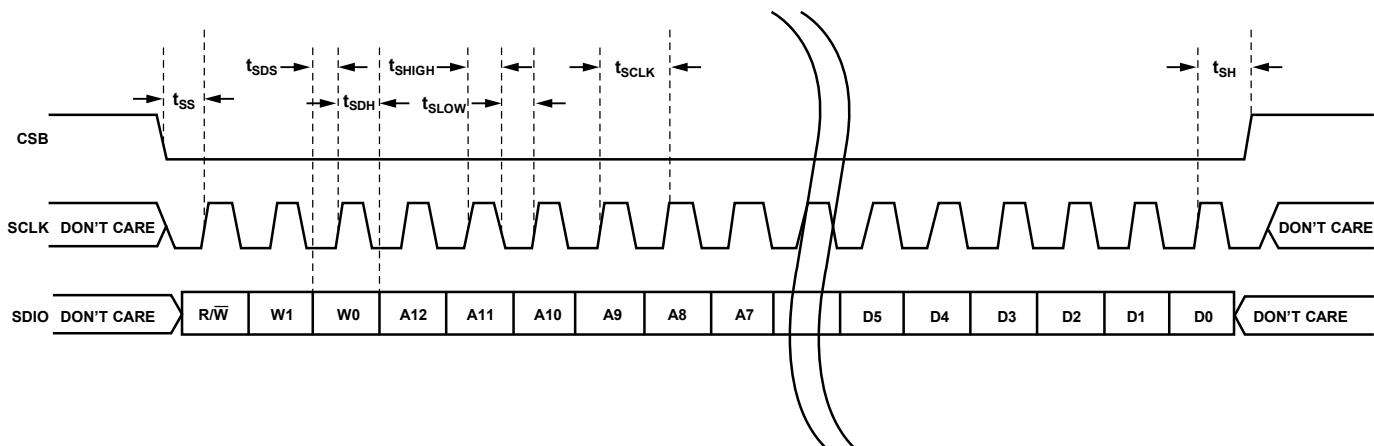 tSDS
tSHIGH
tSCLK
tSH
tSS
tSDH
tSLOW
CSB
SCLK DON'T CARE
DON'T CARE
SDIO DON'T CARE R/W̅ W1 W0 A12 A11 A10 A9 A8 A7 D5 D4 D3 D2 D1 D0 DON'T CARE